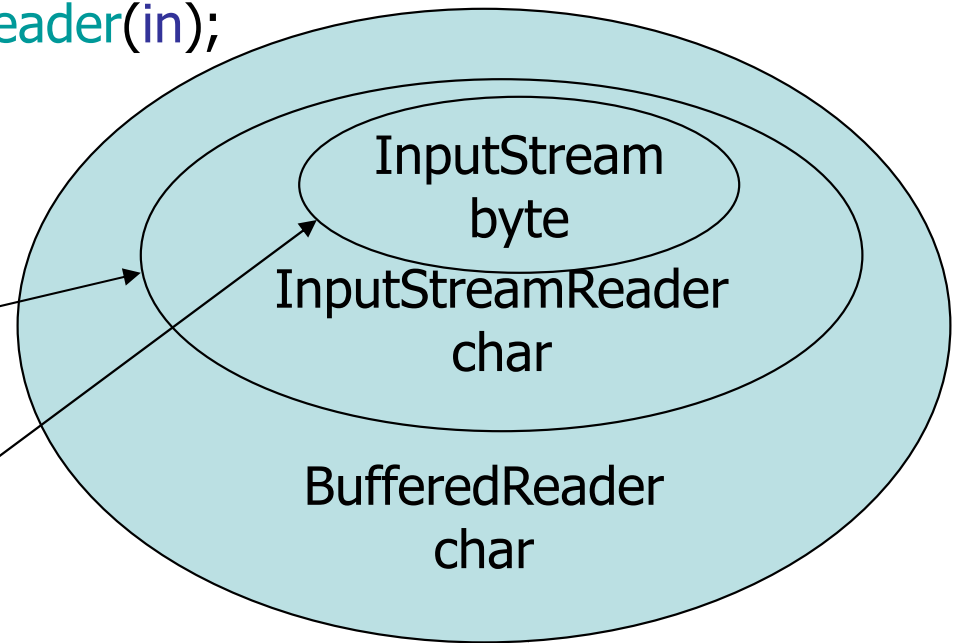 eader(in);
InputStream
byte
InputStreamReader
char
BufferedReader
char